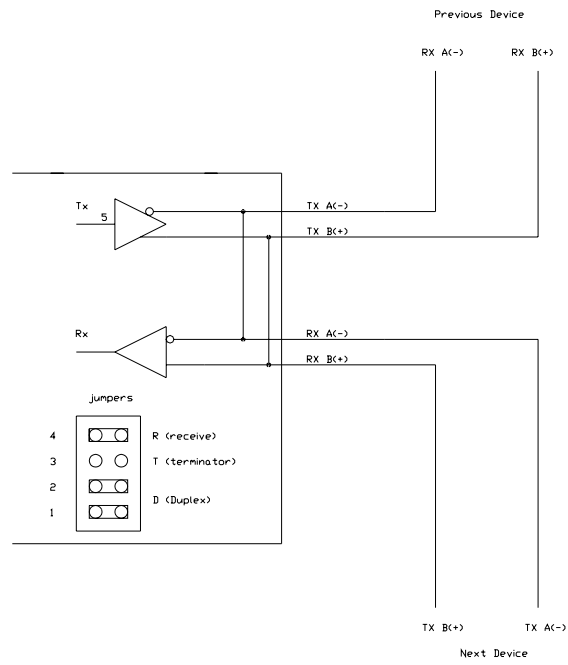 Previous Device
RX A(-) RX B(+)
Tx
5
TX A(-)
TX B(+)
Rx
RX A(-)
RX B(+)
jumpers
4 R (receive)
3 T (terminator)
2
D (Duplex)
1
TX B(+) TX A(-)
Next Device